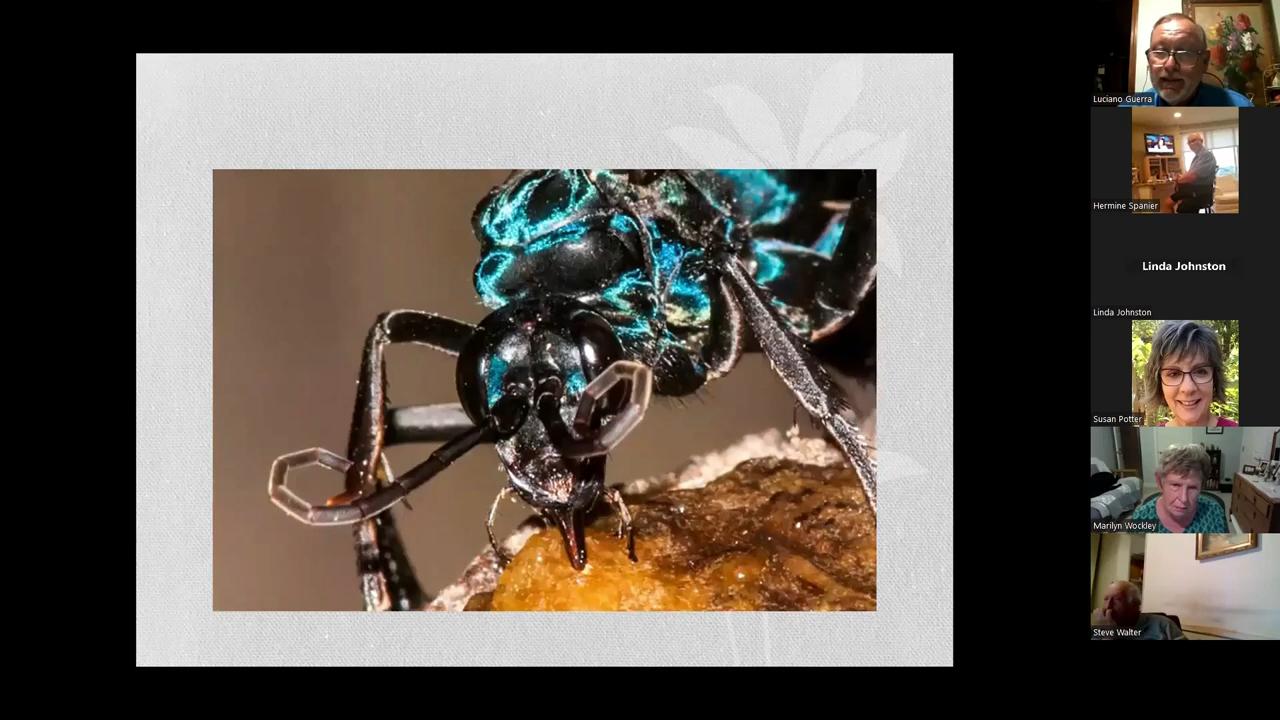 Luciano Guerra
Hermine Spanier
Linda Johnston
Linda Johnston
Susan Potter
Marilyn Wockley
Steve Walter